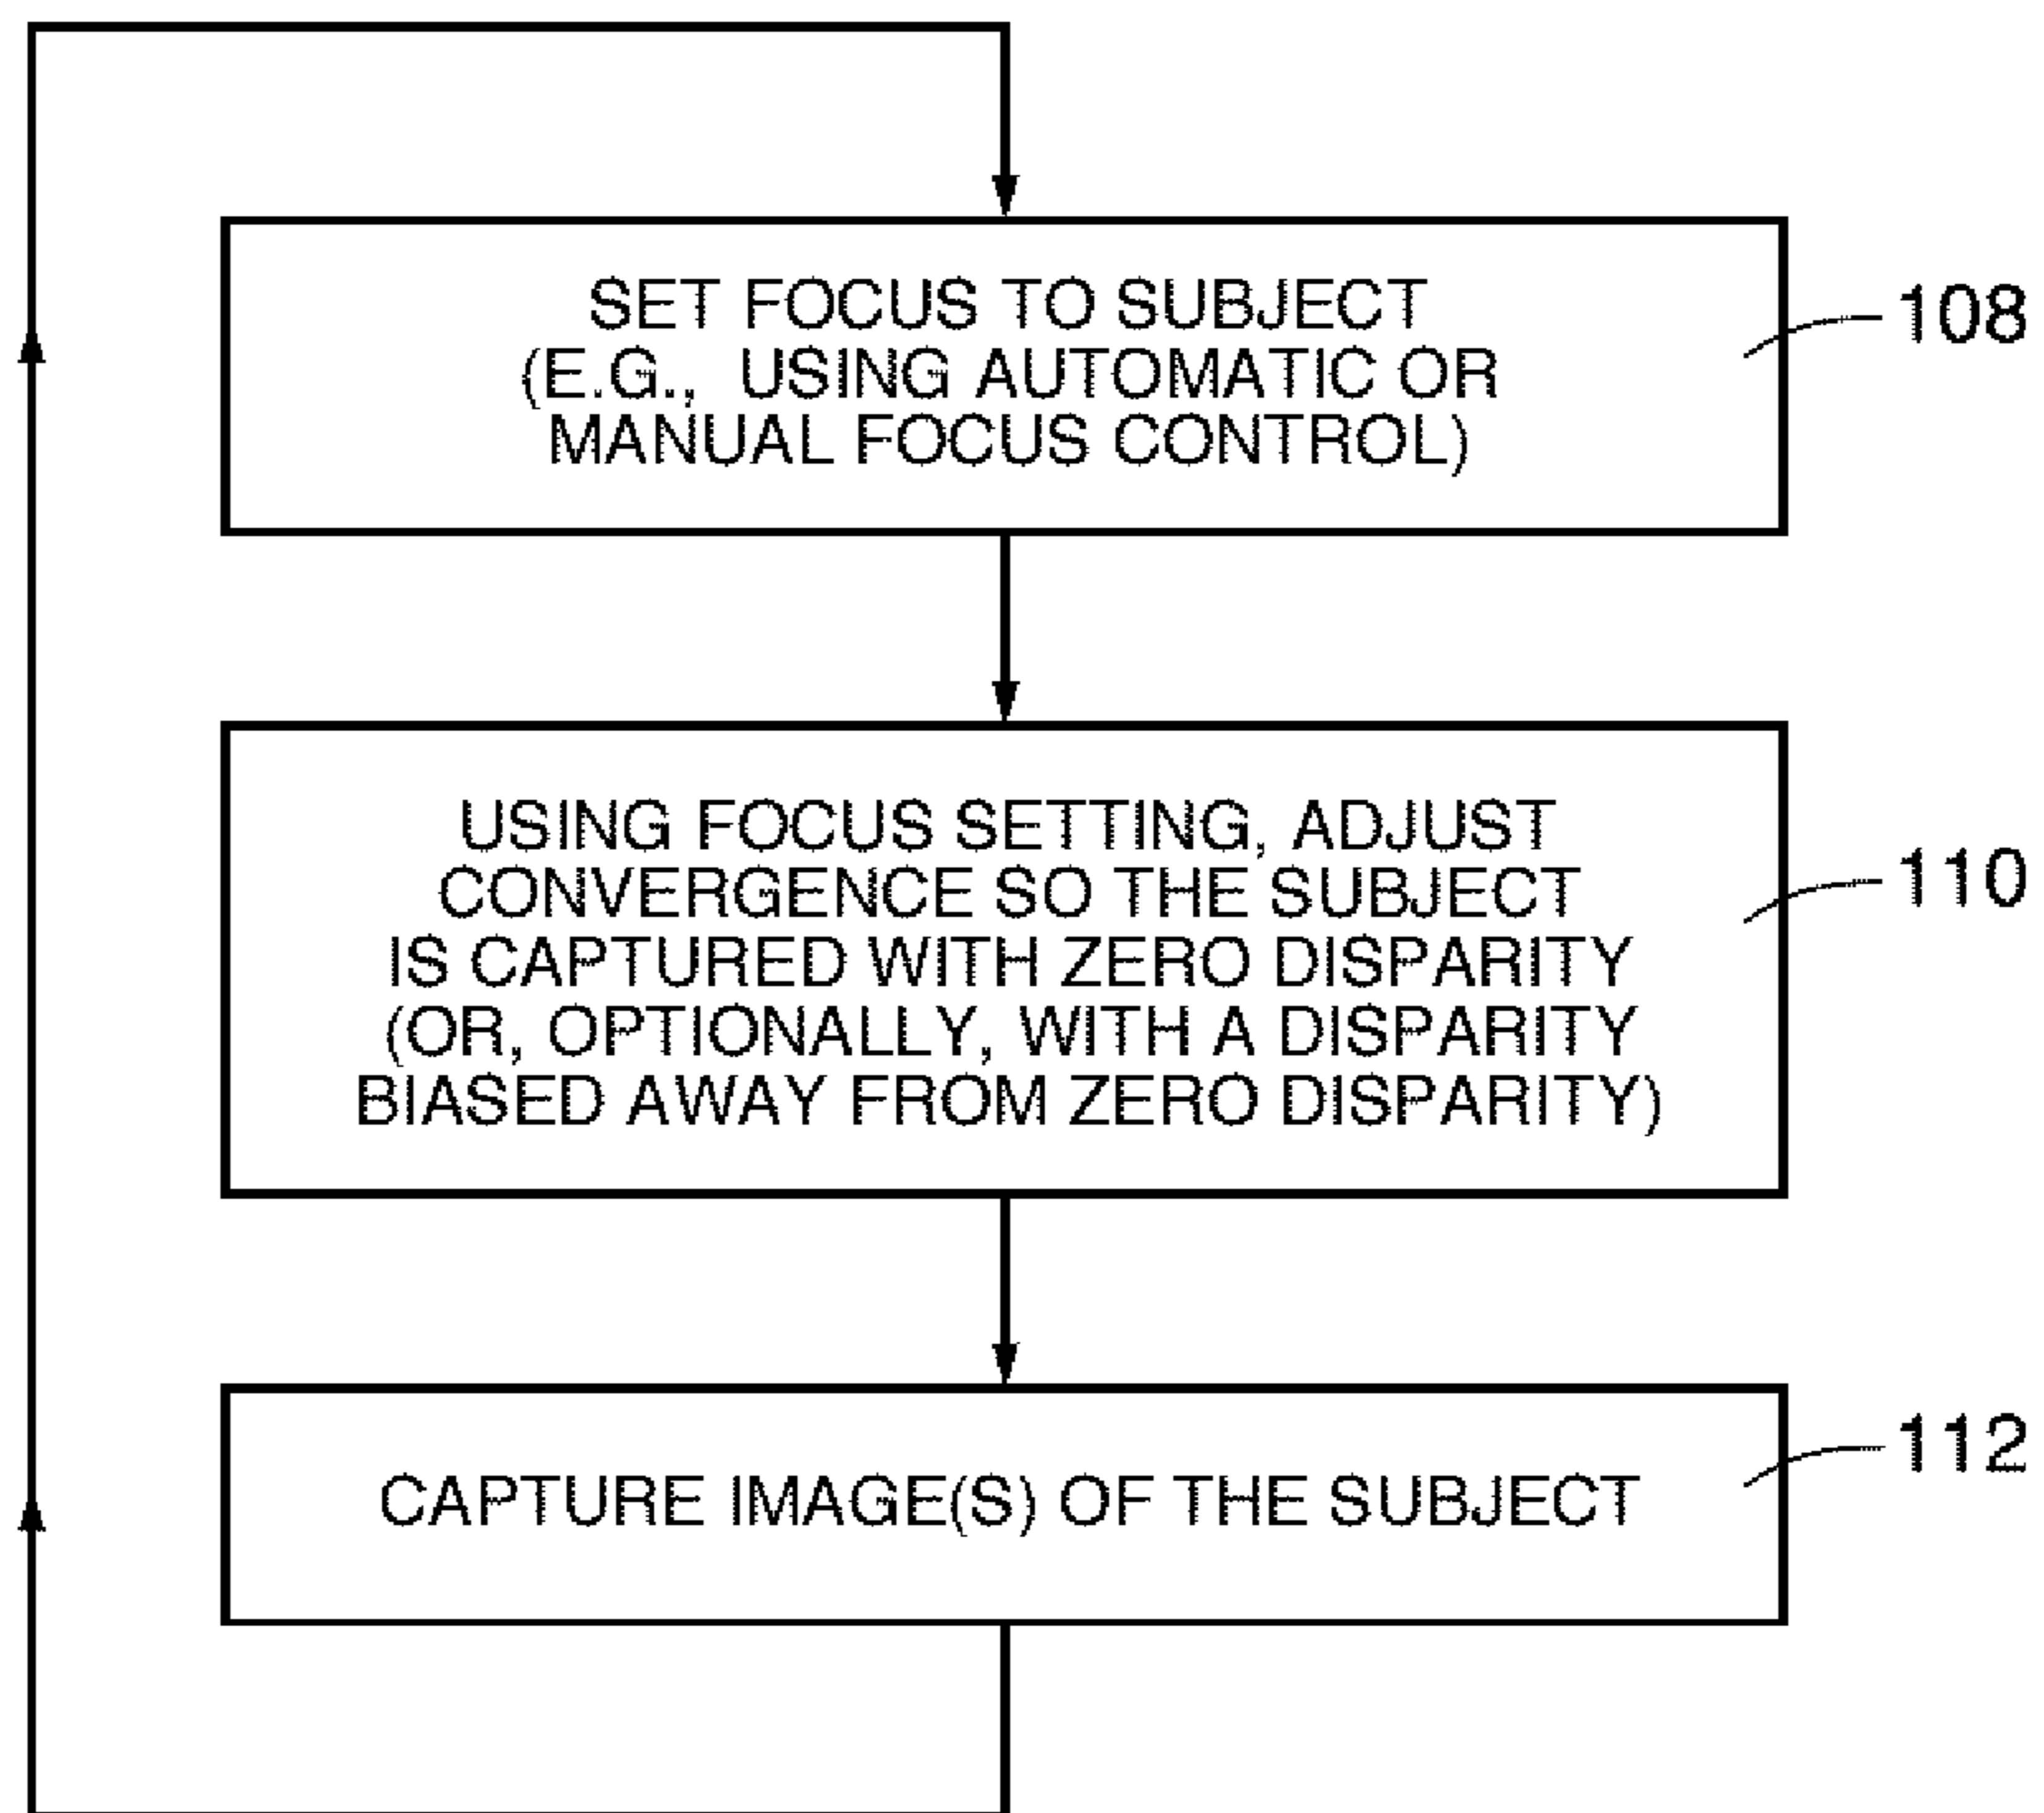 SET FOCUS TO SUBJECT
(E.G., USING AUTOMATIC OR
MANUAL FOCUS CONTROL)
108
USING FOCUS SETTING, ADJUST
CONVERGENCE SO THE SUBJECT
IS CAPTURED WITH ZERO DISPARITY
(OR, OPTIONALLY, WITH A DISPARITY
BIASED AWAY FROM ZERO DISPARITY)
110
CAPTURE IMAGE(S) OF THE SUBJECT
112